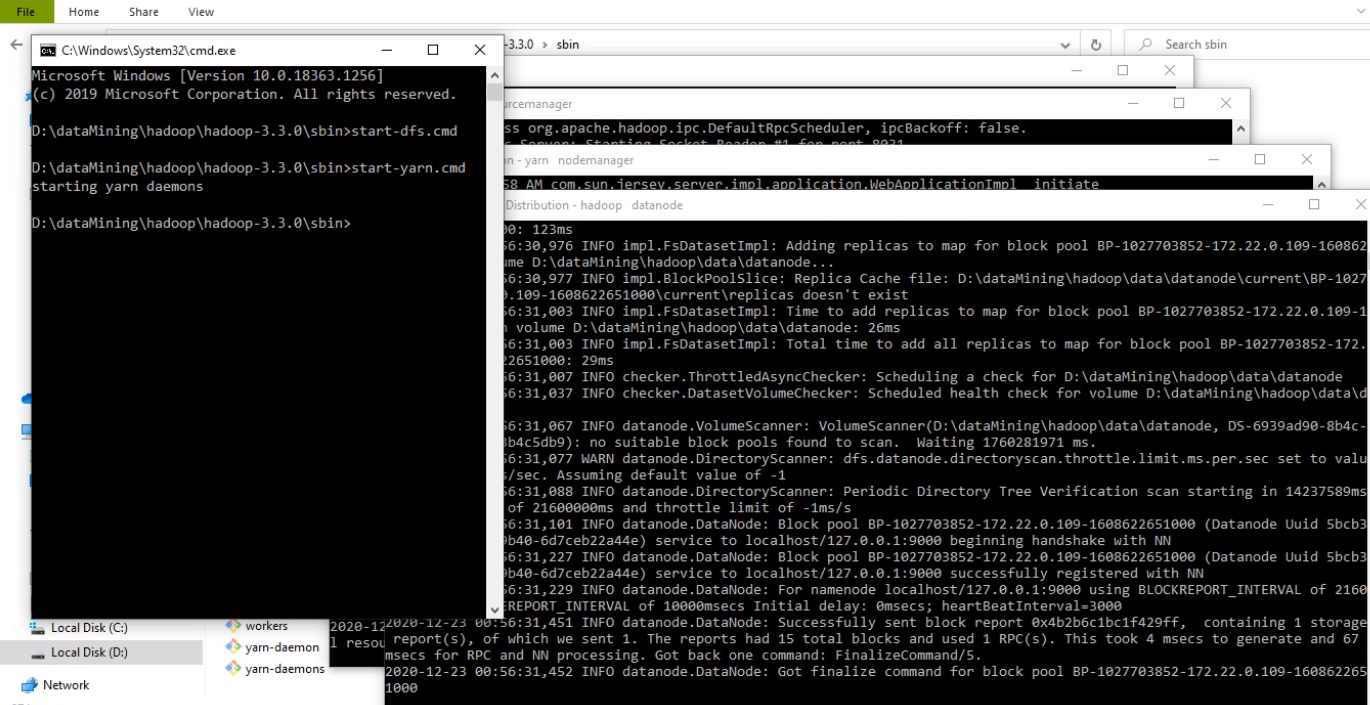 File Home Share View
-3.3.0 › sbin
Search sbin
C:\Windows\System32\cmd.exe
Microsoft Windows [Version 10.0.18363.1256]
(c) 2019 Microsoft Corporation. All rights reserved.
D:\dataMining\hadoop\hadoop-3.3.0\sbin>start-dfs.cmd
D:\dataMining\hadoop\hadoop-3.3.0\sbin>start-yarn.cmd
starting yarn daemons
D:\dataMining\hadoop\hadoop-3.3.0\sbin>
urcemanager
ss org.apache.hadoop.ipc.DefaultRpcScheduler, ipcBackoff: false.
Server: Starting Socket Reader #1 for port 8031
on - yarn nodemanager
58 AM com.sun.jersey.server.impl.application.WebApplicationImpl _initiate
Distribution - hadoop datanode
00: 123ms
56:30,976 INFO impl.FsDatasetImpl: Adding replicas to map for block pool BP-1027703852-172.22.0.109-160862
ume D:\dataMining\hadoop\data\datanode...
56:30,977 INFO impl.BlockPoolSlice: Replica Cache file: D:\dataMining\hadoop\data\datanode\current\BP-1027
0.109-1608622651000\current\replicas doesn't exist
56:31,003 INFO impl.FsDatasetImpl: Time to add replicas to map for block pool BP-1027703852-172.22.0.109-1
n volume D:\dataMining\hadoop\data\datanode: 26ms
56:31,003 INFO impl.FsDatasetImpl: Total time to add all replicas to map for block pool BP-1027703852-172.
22651000: 29ms
56:31,007 INFO checker.ThrottledAsyncChecker: Scheduling a check for D:\dataMining\hadoop\data\datanode
56:31,037 INFO checker.DatasetVolumeChecker: Scheduled health check for volume D:\dataMining\hadoop\data\d
56:31,067 INFO datanode.VolumeScanner: VolumeScanner(D:\dataMining\hadoop\data\datanode, DS-6939ad90-8b4c-
8b4c5db9): no suitable block pools found to scan.  Waiting 1760281971 ms.
56:31,077 WARN datanode.DirectoryScanner: dfs.datanode.directoryscan.throttle.limit.ms.per.sec set to valu
s/sec. Assuming default value of -1
56:31,088 INFO datanode.DirectoryScanner: Periodic Directory Tree Verification scan starting in 14237589ms
of 21600000ms and throttle limit of -1ms/s
56:31,101 INFO datanode.DataNode: Block pool BP-1027703852-172.22.0.109-1608622651000 (Datanode Uuid 5bcb3
9b40-6d7ceb22a44e) service to localhost/127.0.0.1:9000 beginning handshake with NN
56:31,227 INFO datanode.DataNode: Block pool BP-1027703852-172.22.0.109-1608622651000 (Datanode Uuid 5bcb3
9b40-6d7ceb22a44e) service to localhost/127.0.0.1:9000 successfully registered with NN
56:31,229 INFO datanode.DataNode: For namenode localhost/127.0.0.1:9000 using BLOCKREPORT_INTERVAL of 2160
EREPORT_INTERVAL of 10000msecs Initial delay: 0msecs; heartBeatInterval=3000
2020-12-23 00:56:31,451 INFO datanode.DataNode: Successfully sent block report 0x4b2b6c1bc1f429ff,  containing 1 storage
report(s), of which we sent 1. The reports had 15 total blocks and used 1 RPC(s). This took 4 msecs to generate and 67
msecs for RPC and NN processing. Got back one command: FinalizeCommand/5.
2020-12-23 00:56:31,452 INFO datanode.DataNode: Got finalize command for block pool BP-1027703852-172.22.0.109-160862265
1000
2020-12
l resou
Local Disk (C:)
Local Disk (D:)
Network
workers
yarn-daemon
yarn-daemons